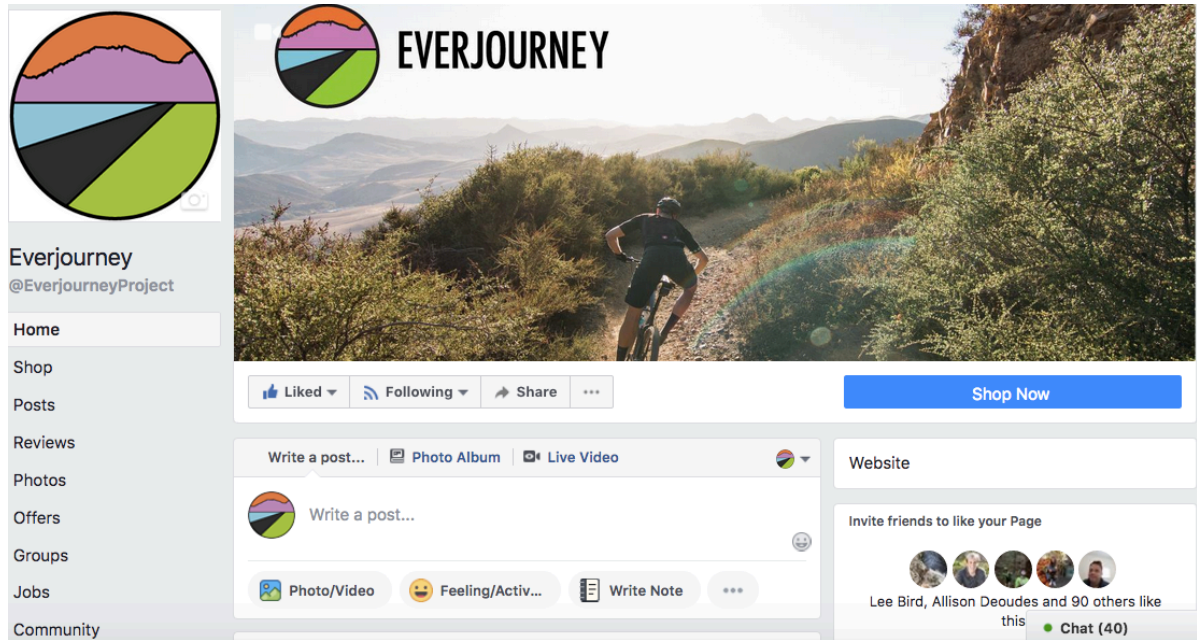 EVERJOURNEY
Everjourney
@EverjourneyProject
Home
Shop
Posts
Reviews
Photos
Offers
Groups
Jobs
Community
Liked
Following
Share
Shop Now
Write a post...
Photo Album
Live Video
Write a post...
Photo/Video
Feeling/Activ...
Write Note
Website
Invite friends to like your Page
Lee Bird, Allison Deoudes and 90 others like
this
Chat (40)